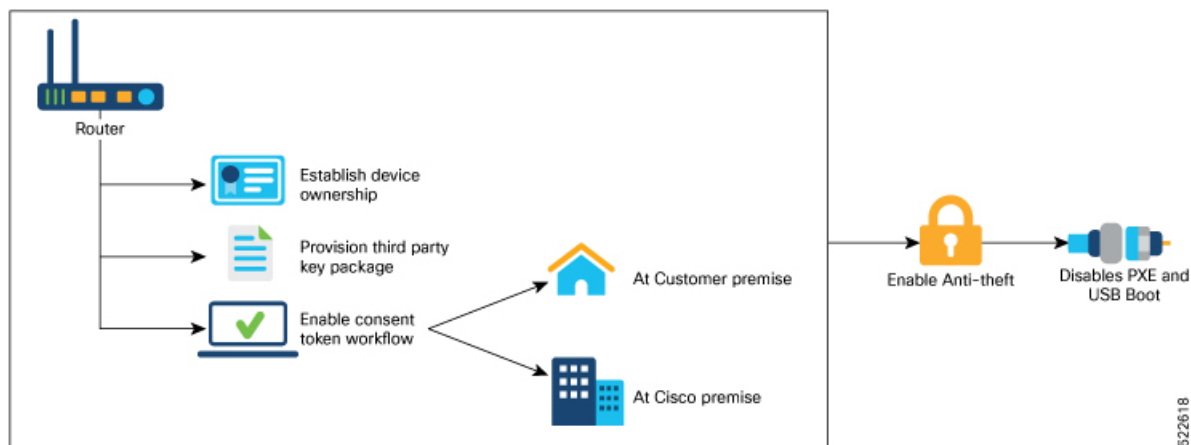 Router
Establish device
ownership
Provision third party
key package
Enable consent
token workflow
At Customer premise
At Cisco premise
Enable Anti-theft
Disables PXE and
USB Boot
522618